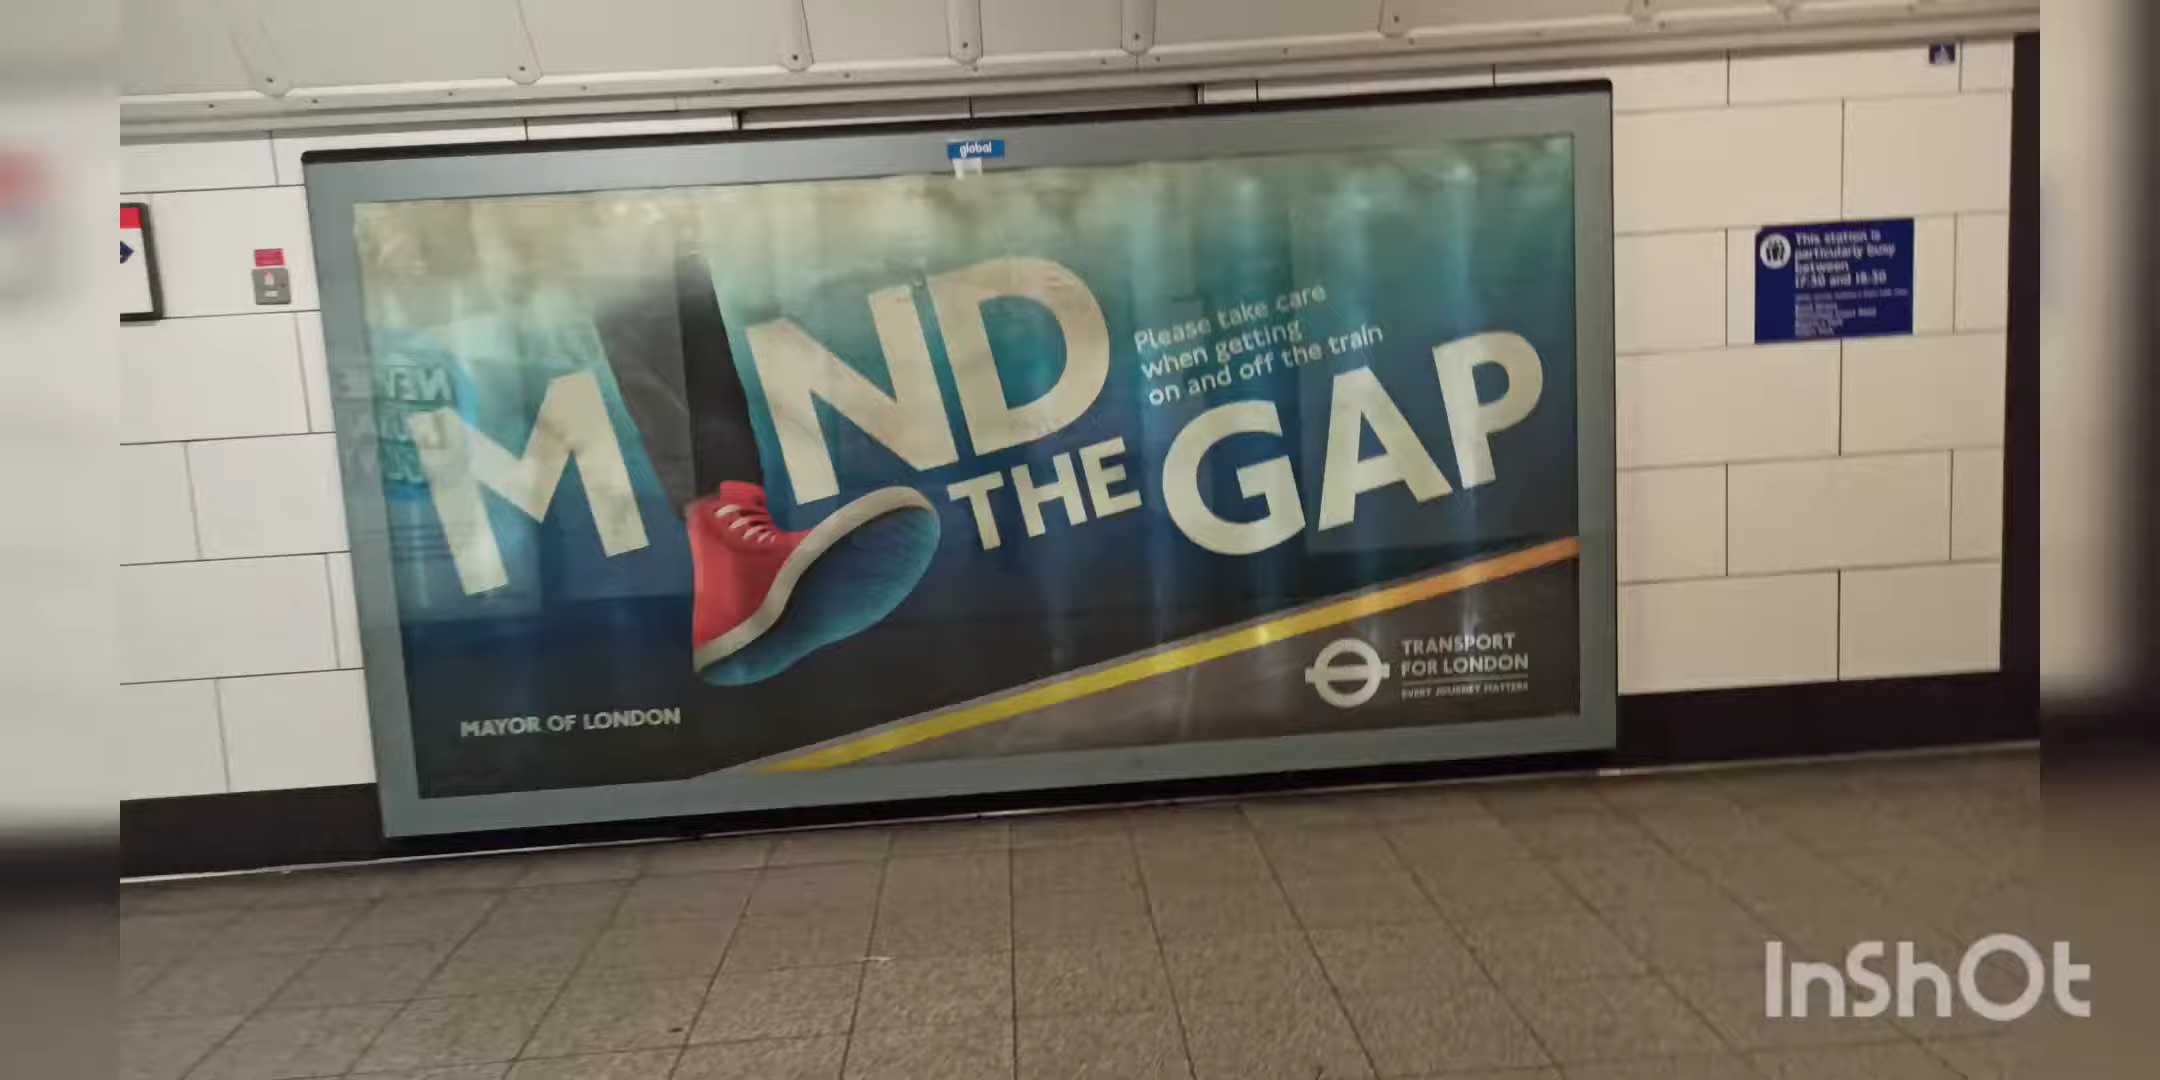 global
M ND
THE
GAP
Please take care
when getting
on and off the train
MAYOR OF LONDON
TRANSPORT
FOR LONDON
EVERY JOURNEY MATTERS
This station is
particularly busy
between
17:30 and 18:30
InShOt